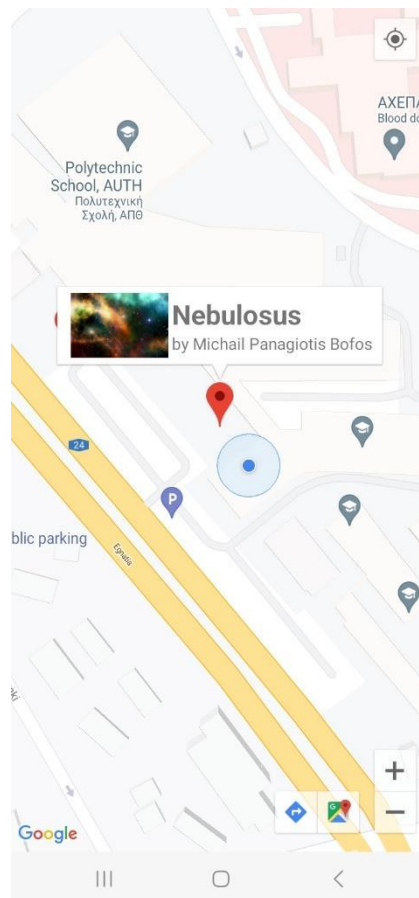 ΑΧΕΠΑ
Blood do
Polytechnic
School, AUTH
Πολυτεχνική
Σχολή, ΑΠΘ
Nebulosus
by Michail Panagiotis Bofos
24
P
blic parking
Egnatia
G
Google